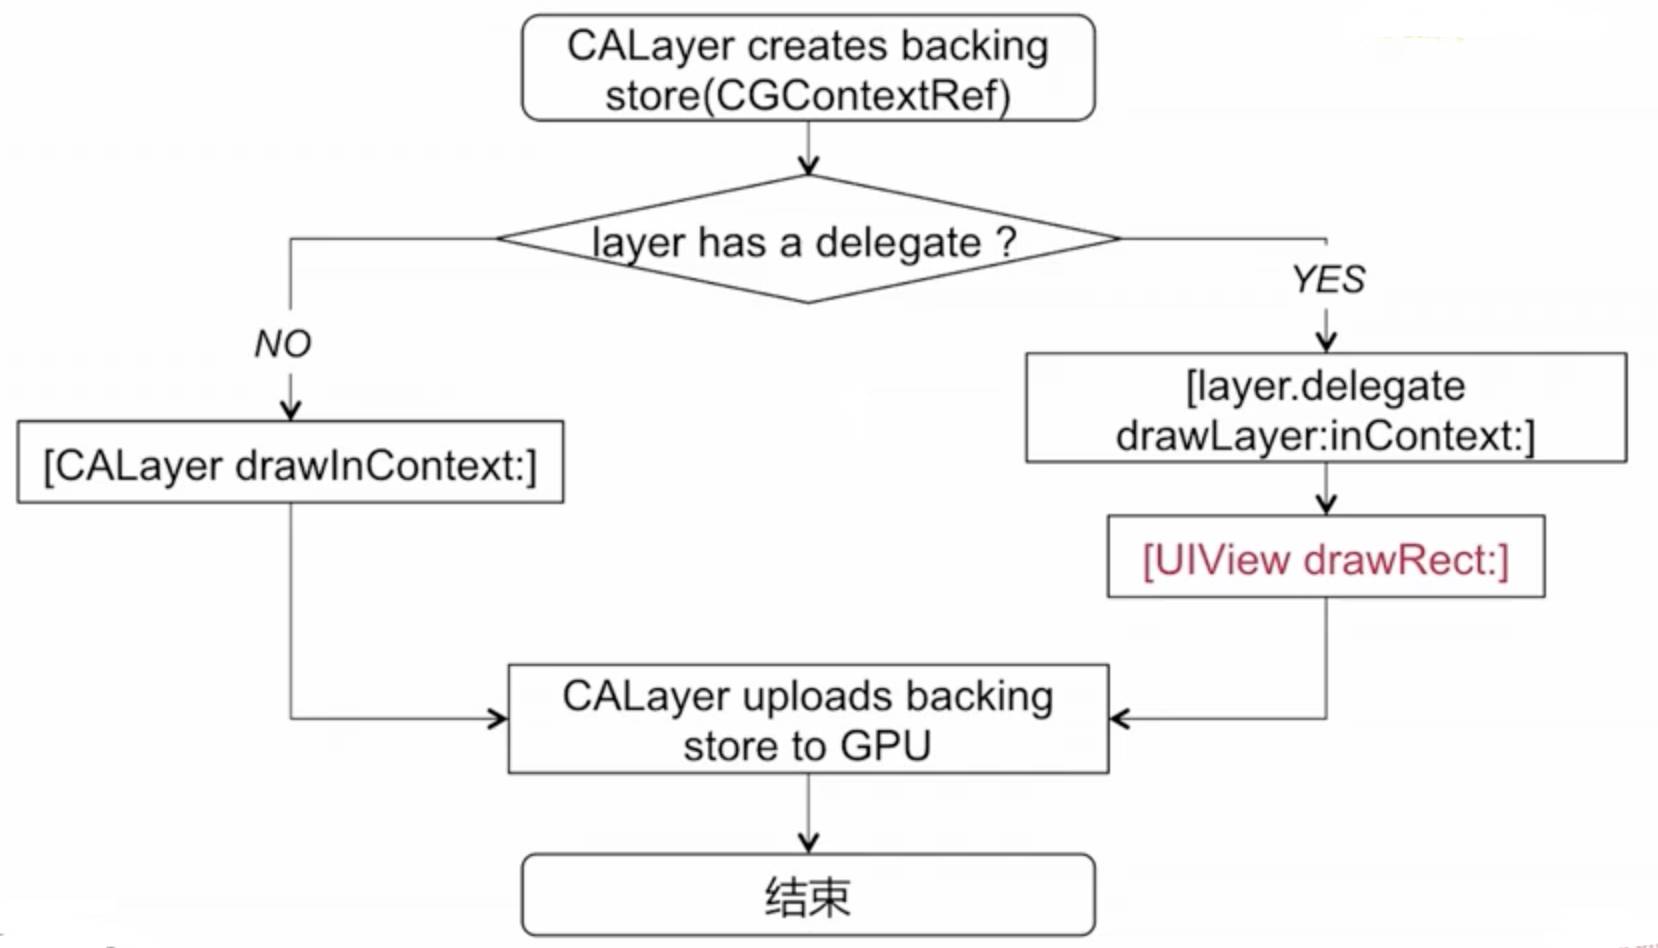 CALayer creates backing
store(CGContextRef)
layer has a delegate ?
YES
NO
[layer.delegate
drawLayer:inContext:]
[CALayer drawInContext:]
[UIView drawRect:]
CALayer uploads backing
store to GPU
结束